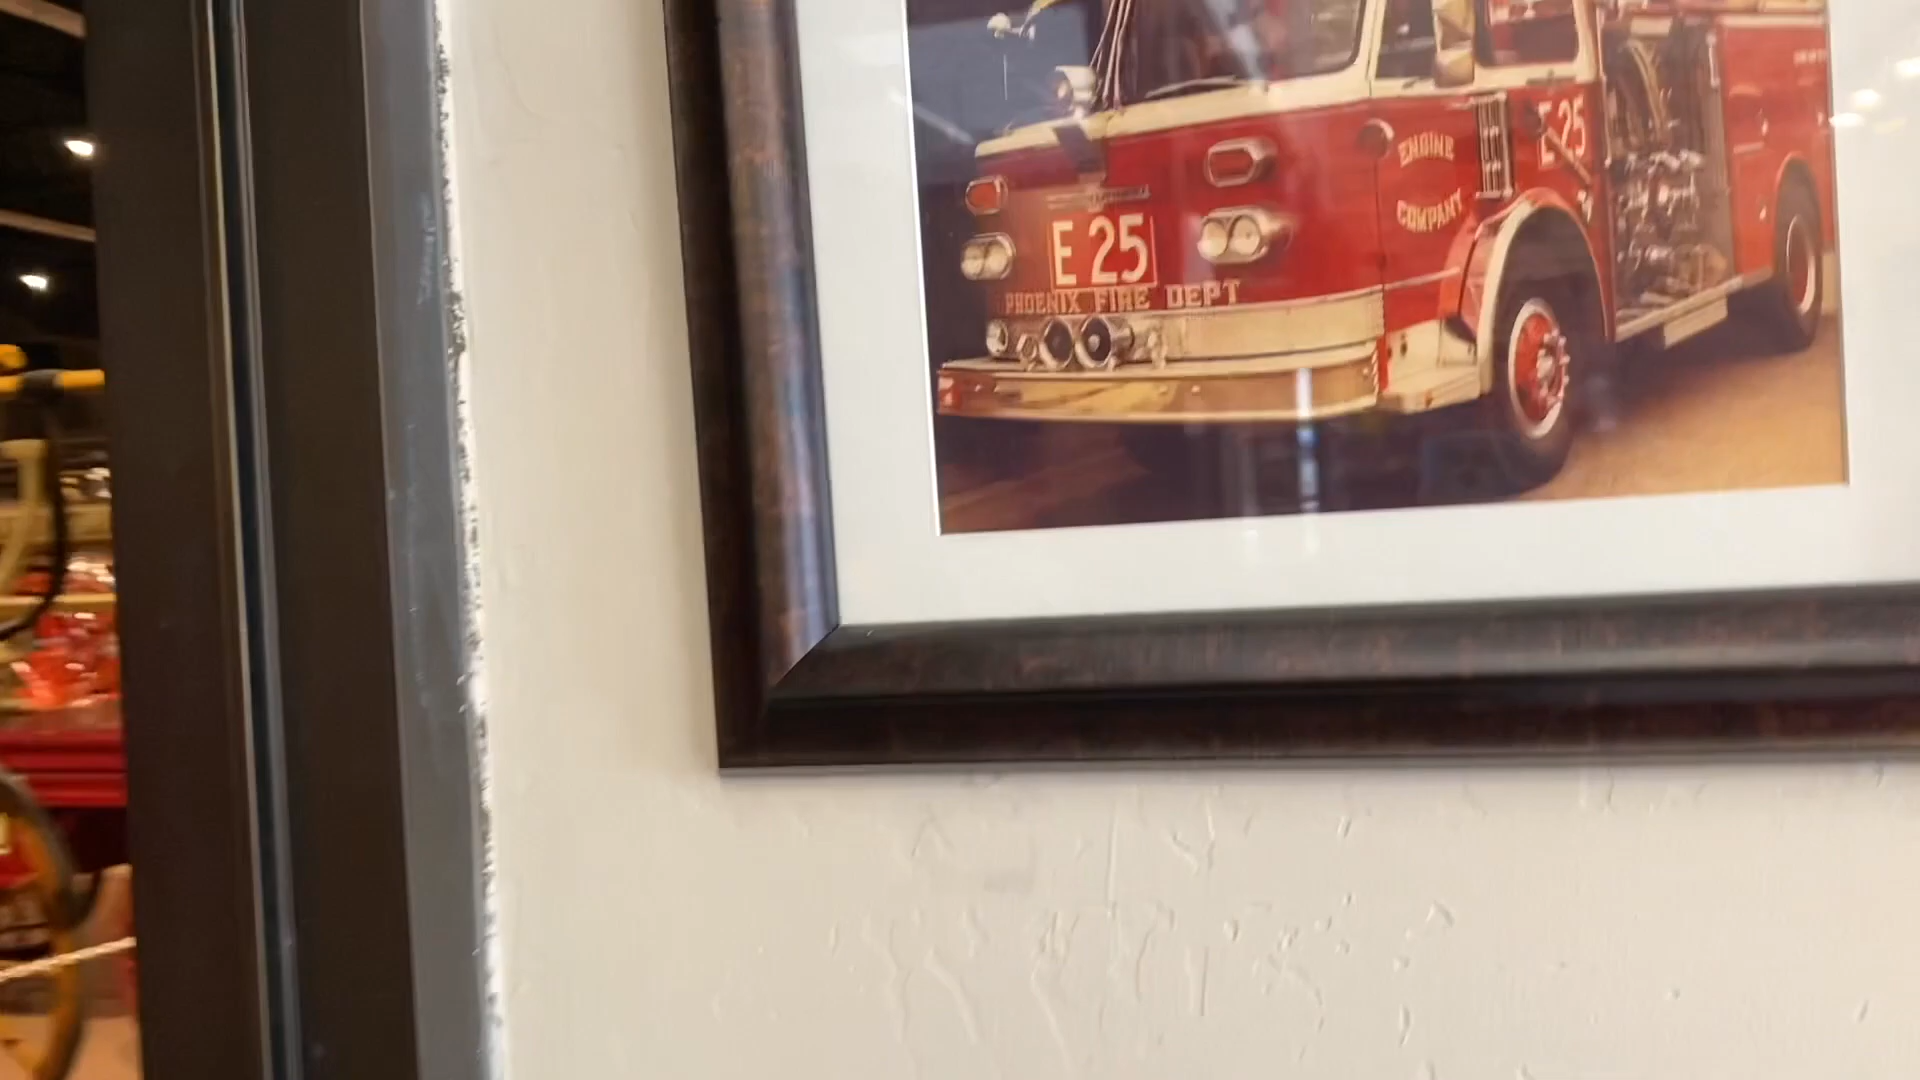 ENGINE
COMPANY
E 25
E 25
PHOENIX FIRE DEPT